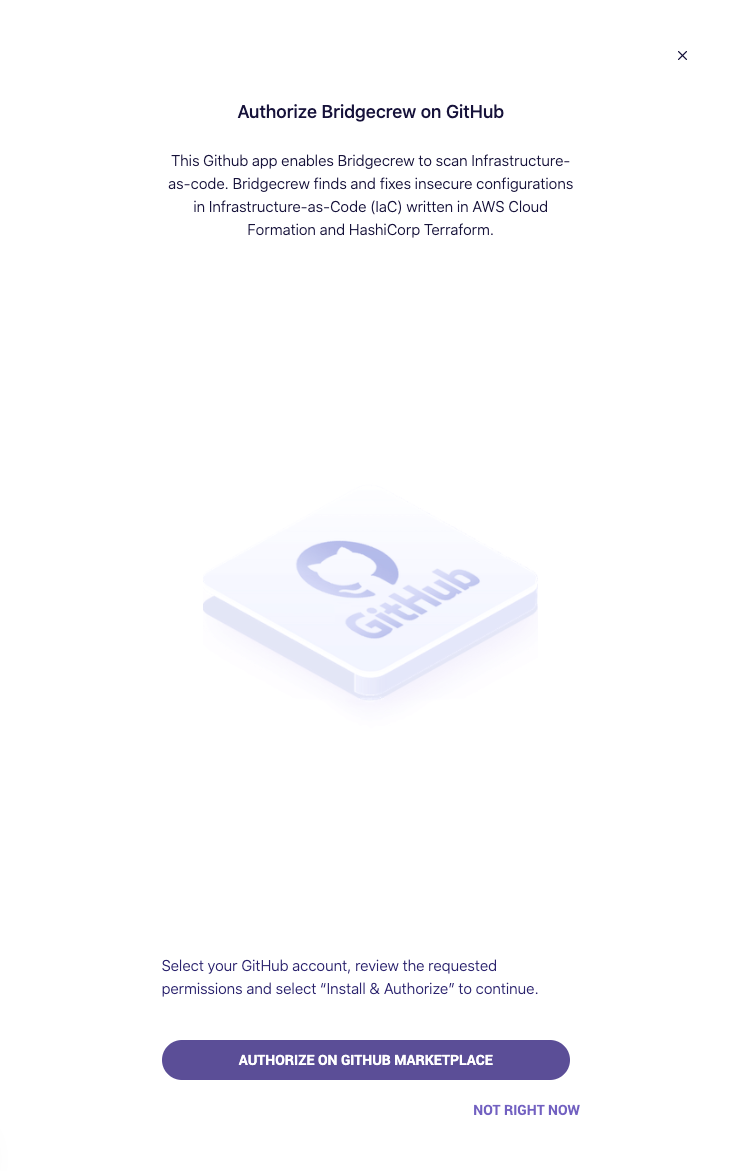 Authorize Bridgecrew on GitHub
This Github app enables Bridgecrew to scan Infrastructure-
as-code. Bridgecrew finds and fixes insecure configurations
in Infrastructure-as-Code (IaC) written in AWS Cloud
Formation and HashiCorp Terraform.
GitHub
Select your GitHub account, review the requested
permissions and select “Install & Authorize” to continue.
AUTHORIZE ON GITHUB MARKETPLACE
NOT RIGHT NOW